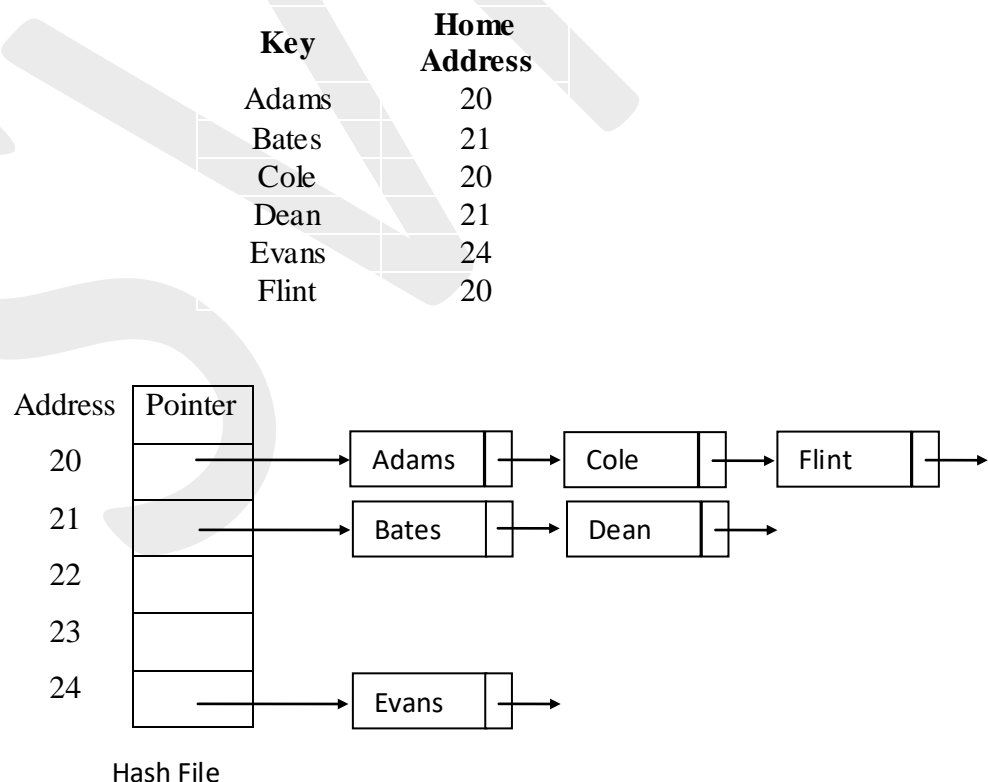 Key Home Address
Adams 20
Bates 21
Cole 20
Dean 21
Evans 24
Flint 20
Address Pointer
20 Adams Cole Flint
21 Bates Dean
22
23
24 Evans
Hash File